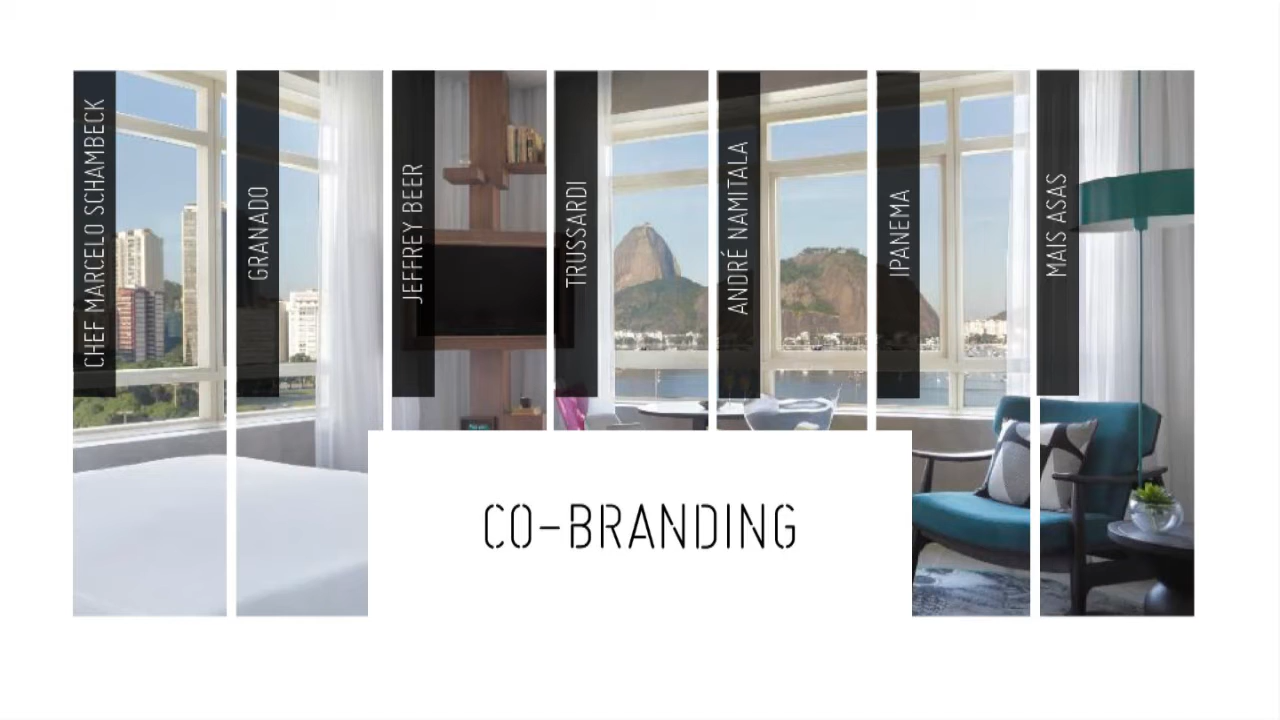 CHEF MARCELO SCHAMBECK
GRANADO
JEFFREY BEER
TRUSSARDI
ANDRÉ NAMITALA
IPANEMA
MAIS ASAS
CO-BRANDING